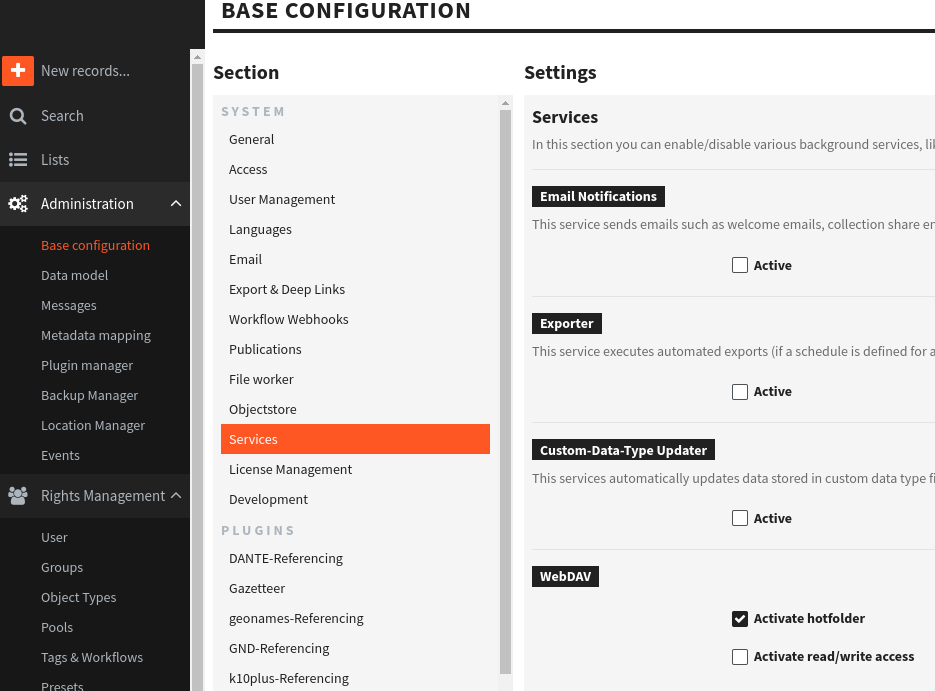 BASE CONFIGURATION
New records...
Search
Lists
Administration
Base configuration
Data model
Messages
Metadata mapping
Plugin manager
Backup Manager
Location Manager
Events
Rights Management
User
Groups
Object Types
Pools
Tags & Workflows
Presets
Section
SYSTEM
General
Access
User Management
Languages
Email
Export & Deep Links
Workflow Webhooks
Publications
File worker
Objectstore
Services
License Management
Development
PLUGINS
DANTE-Referencing
Gazetteer
geonames-Referencing
GND-Referencing
k10plus-Referencing
Settings
Services
In this section you can enable/disable various background services,
Email Notifications
This service sends emails such as welcome emails, collection share
Active
Exporter
This service executes automated exports (if a schedule is defined for
Active
Custom-Data-Type Updater
This services automatically updates data stored in custom data type
Active
WebDAV
Activate hotfolder
Activate read/write access